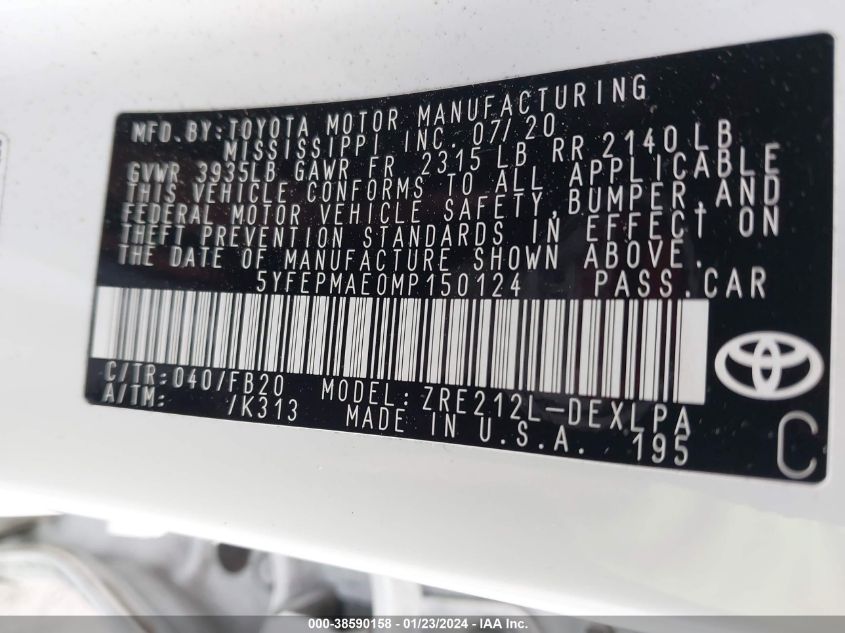 MFD.BY:TOYOTA MOTOR MANUFACTURING
MISSISSIPPI INC. 07/20
GVWR 3935LB GAWR FR 2315 LB RR 2140LB
THIS VEHICLE CONFORMS TO ALL APPLICABLE
FEDERAL MOTOR VEHICLE SAFETY,BUMPER,AND
THEFT PREVENTION STANDARDS IN EFFECT ON
THE DATE OF MANUFACTURE SHOWN ABOVE.
5YFEPMAE0MP150124 PASS.CAR
C/TR:040/FB20 MODEL:ZRE212L-DEXLPA
A/TM: /K313 MADE IN U.S.A. 195
C
000-38590158 - 01/23/2024 - IAA Inc.